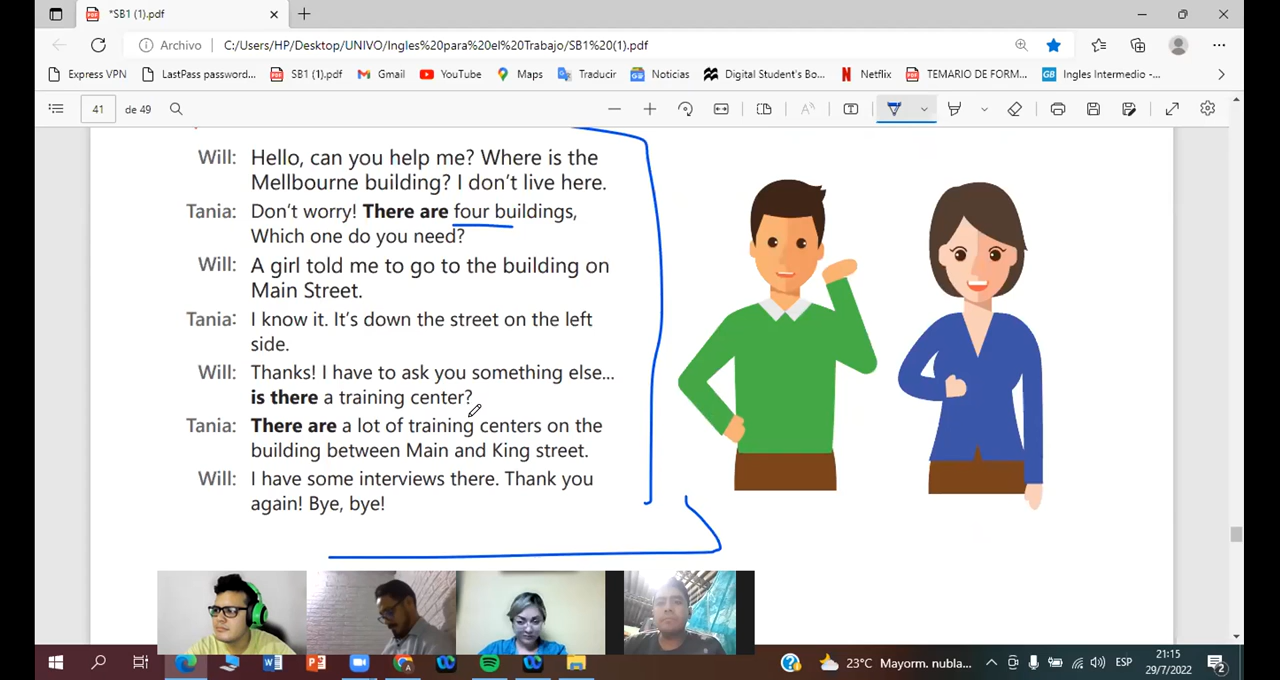 *SB1 (1).pdf
Archivo C:/Users/HP/Desktop/UNIVO/Ingles%20para%20el%20Trabajo/SB1%20(1).pdf
Express VPN LastPass password... SB1 (1).pdf Gmail YouTube Maps Traducir Noticias Digital Student's Bo... Netflix TEMARIO DE FORM... Ingles Intermedio -...
41 de 49
Will: Hello, can you help me? Where is the
Mellbourne building? I don't live here.
Tania: Don't worry! There are four buildings,
Which one do you need?
Will: A girl told me to go to the building on
Main Street.
Tania: I know it. It's down the street on the left
side.
Will: Thanks! I have to ask you something else...
is there a training center?
Tania: There are a lot of training centers on the
building between Main and King street.
Will: I have some interviews there. Thank you
again! Bye, bye!
23°C Mayorm. nubla... ESP 21:15
29/7/2022 2